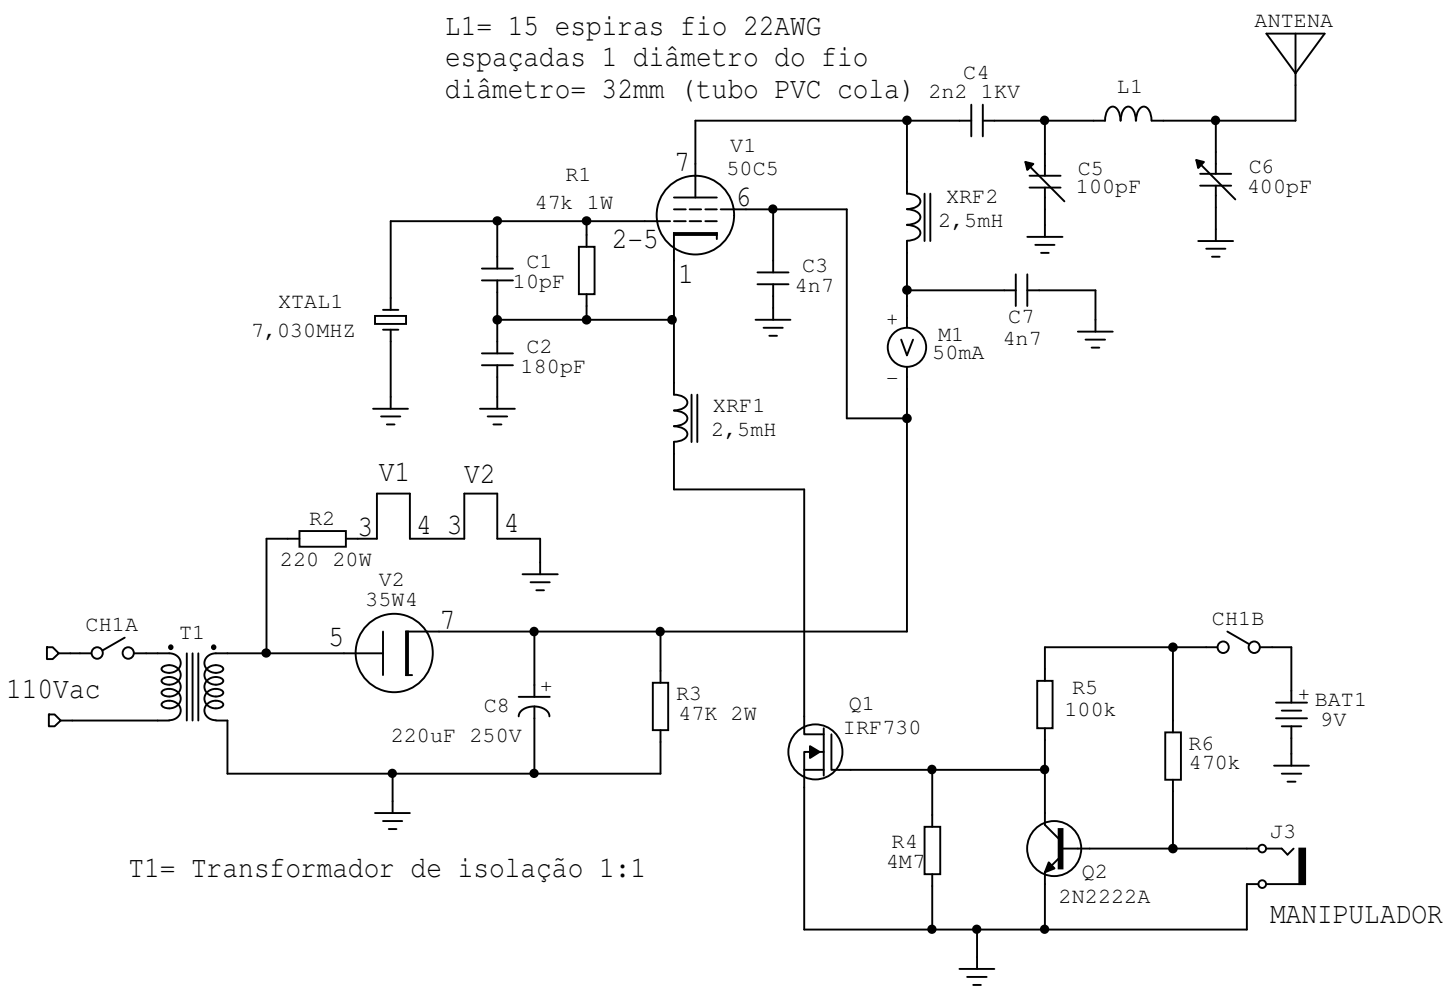 L1= 15 espiras fio 22AWG
espaçadas 1 diâmetro do fio
diâmetro= 32mm (tubo PVC cola)
ANTENA
C4
2n2 1KV
L1
V1
50C5
7
6
2-5
1
R1
47k 1W
C5
100pF
C6
400pF
XRF2
2,5mH
C1
10pF
C3
4n7
XTAL1
7,030MHZ
C2
180pF
C7
4n7
+
V
-
M1
50mA
XRF1
2,5mH
V1
V2
R2
3
4
3
4
220 20W
V2
35W4
5
7
CH1A
T1
110Vac
C8
+
220uF 250V
R3
47K 2W
Q1
IRF730
R5
100k
CH1B
+
BAT1
9V
R6
470k
R4
4M7
Q2
2N2222A
J3
MANIPULADOR
T1= Transformador de isolação 1:1